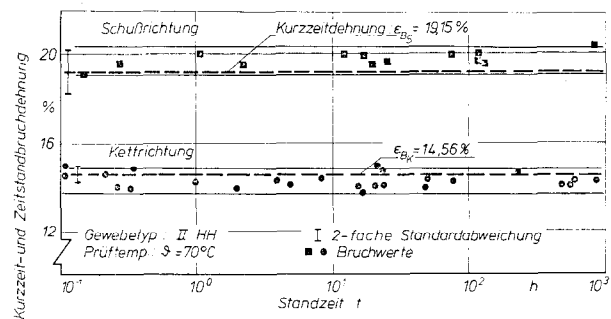 Kurzzeit- und Zeitstandbruchdehnung
%
20
16
12
Schußrichtung
Kurzzeitdehnung ε_BS = 19,15 %
Kettrichtung
ε_BK = 14,56 %
Gewebetyp: II HH
Prüftemp: ϑ = 70°C
2-fache Standardabweichung
Bruchwerte
10⁻¹ 10⁰ 10¹ 10² h 10³
Standzeit t